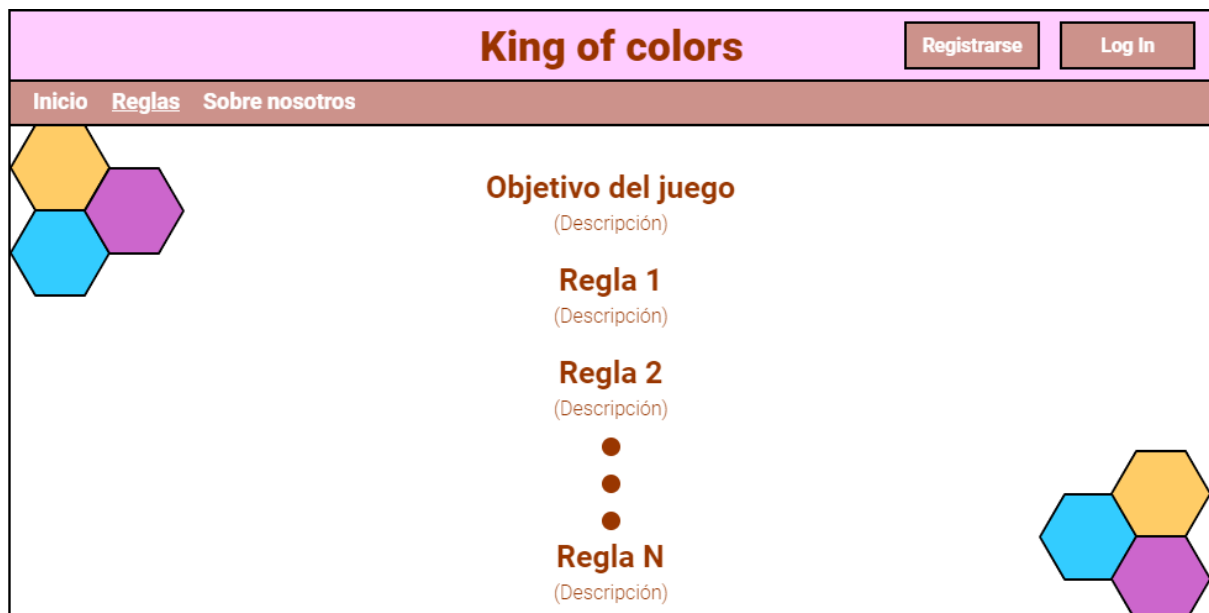 King of colors
Registrarse
Log In
Inicio Reglas Sobre nosotros
Objetivo del juego
(Descripción)
Regla 1
(Descripción)
Regla 2
(Descripción)
Regla N
(Descripción)